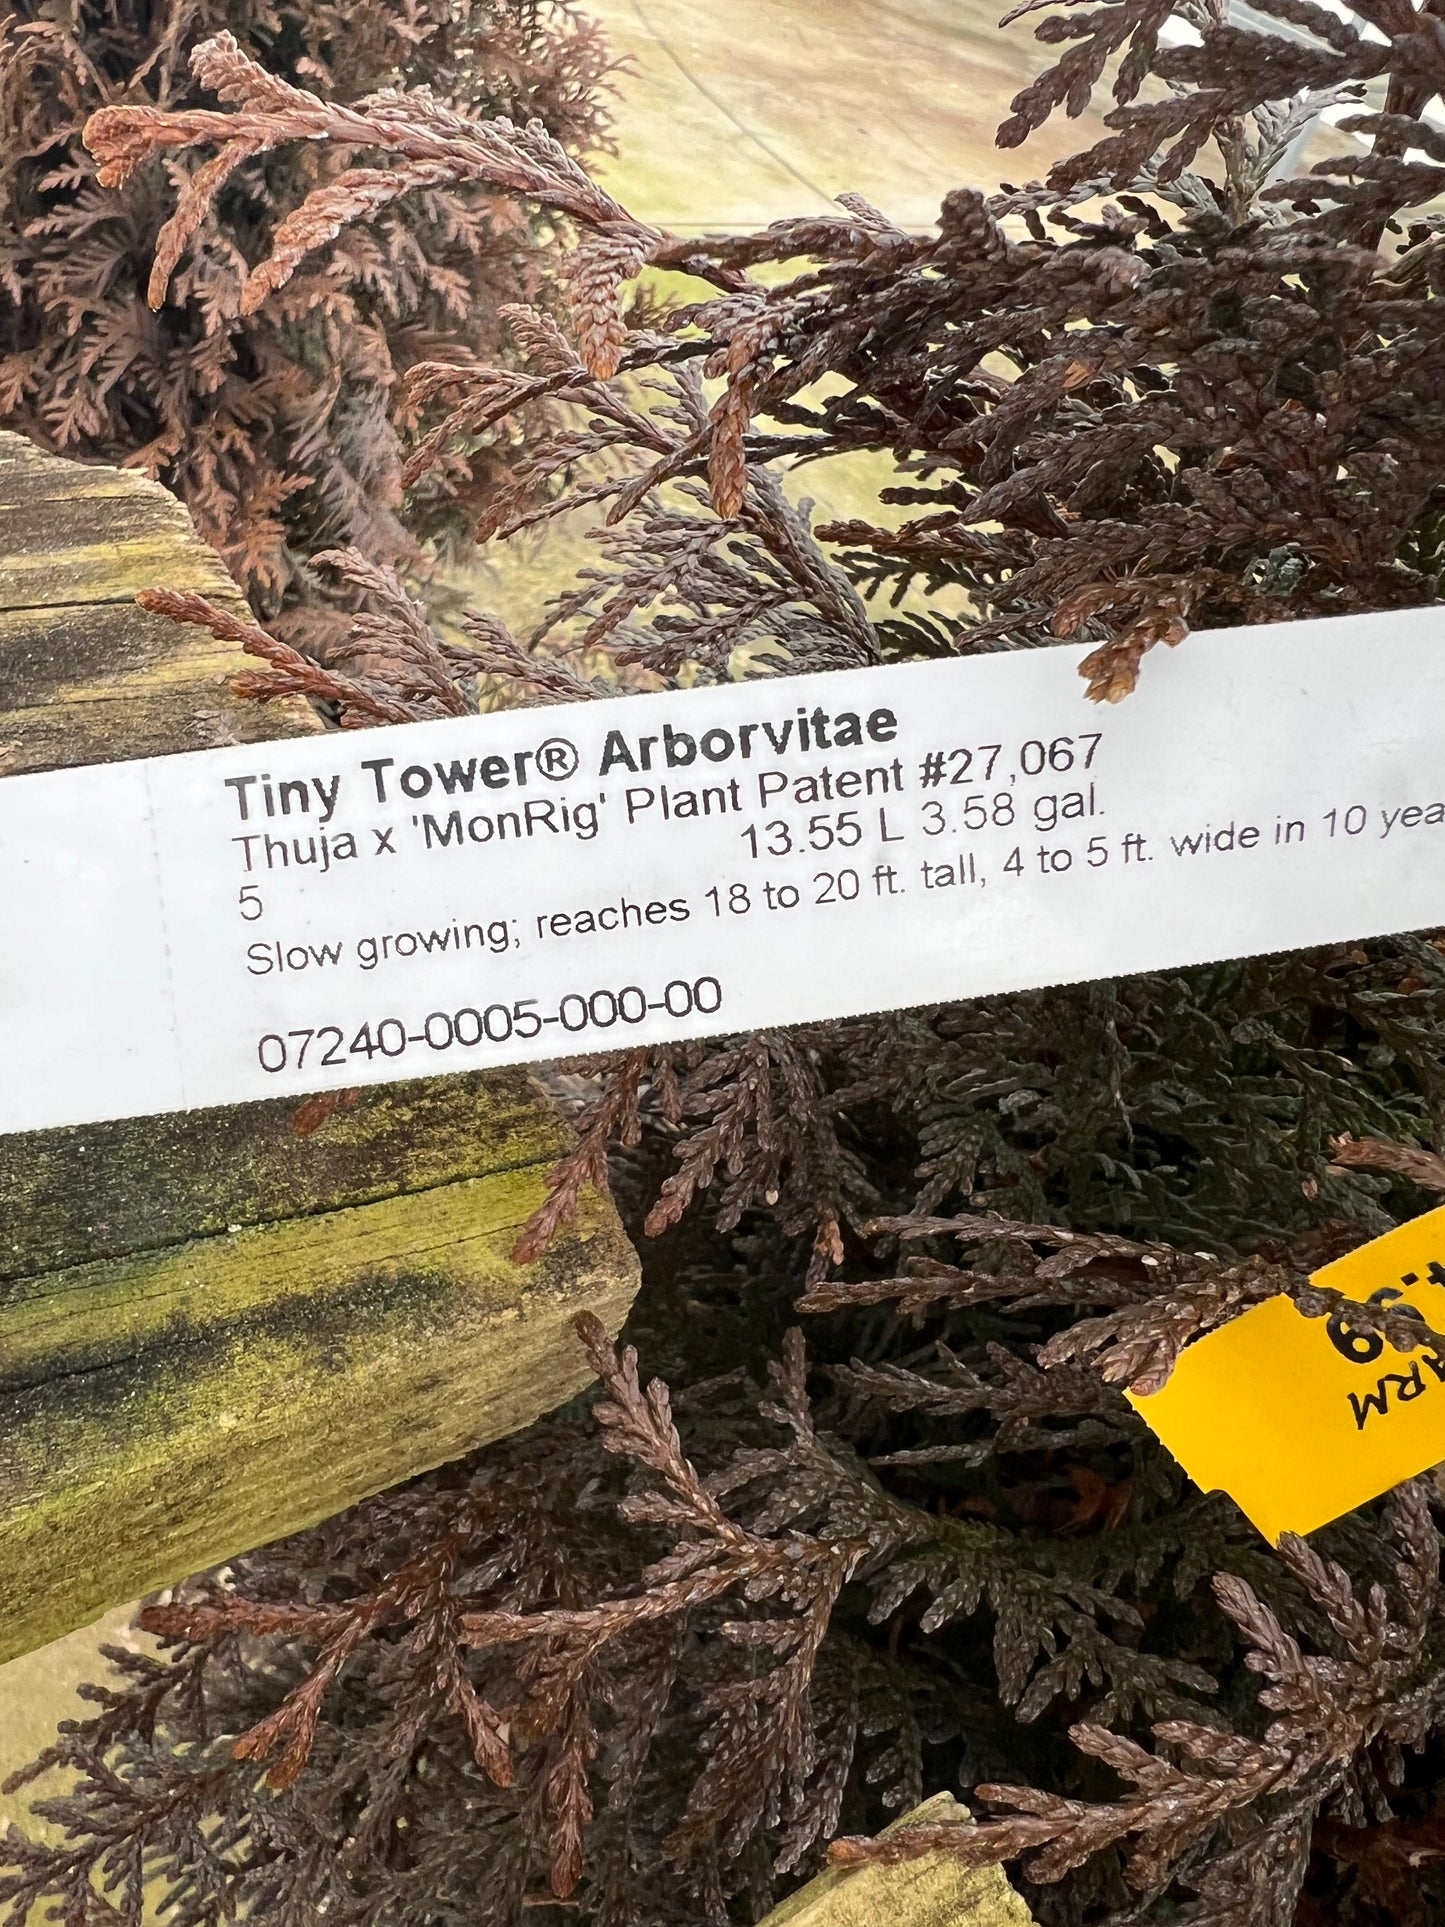 Tiny Tower® Arborvitae
Thuja x 'MonRig' Plant Patent #27,067
5 13.55 L 3.58 gal.
Slow growing; reaches 18 to 20 ft. tall, 4 to 5 ft. wide in 10 yea
07240-0005-000-00